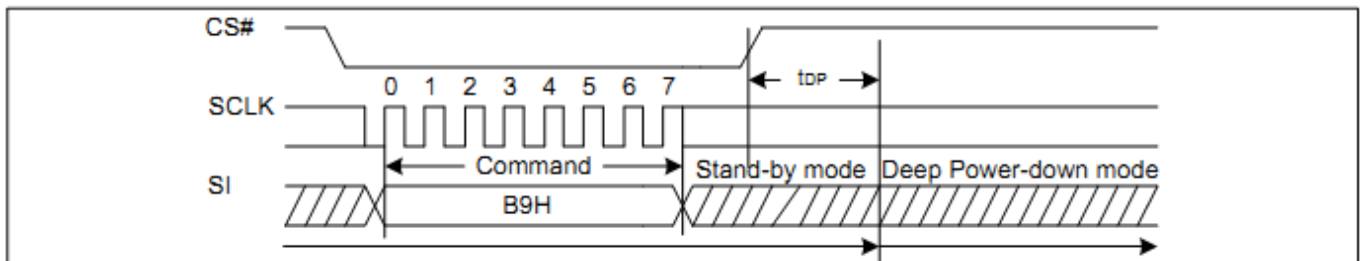 CS#
tDP
0 1 2 3 4 5 6 7
SCLK
Command
Stand-by mode
Deep Power-down mode
SI
B9H